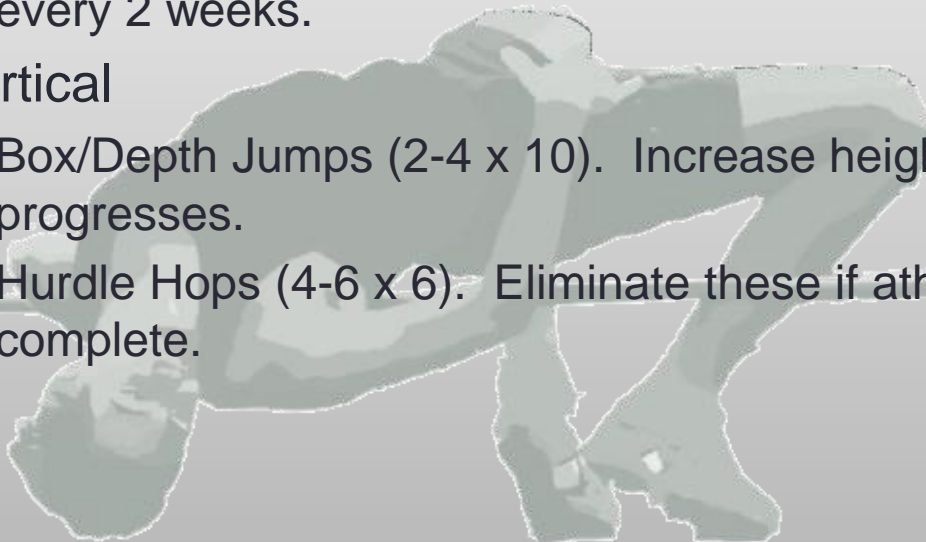 every 2 weeks.
rtical
Box/Depth Jumps (2-4 x 10).  Increase heigh
progresses.
Hurdle Hops (4-6 x 6).  Eliminate these if ath
complete.